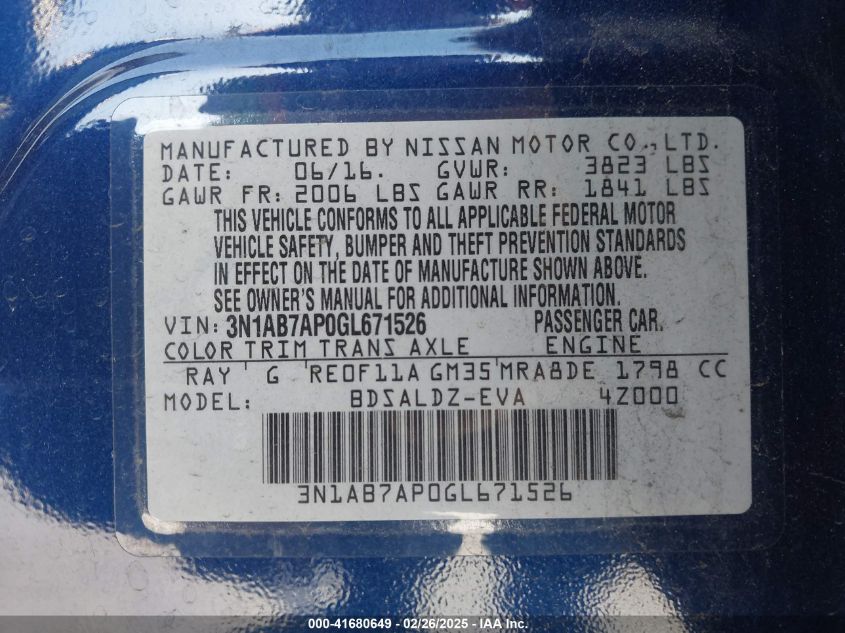 MANUFACTURED BY NISSAN MOTOR CO.,LTD.
DATE: 06/16. GVWR: 3823 LBS
GAWR FR: 2006 LBS GAWR RR: 1841 LBS
THIS VEHICLE CONFORMS TO ALL APPLICABLE FEDERAL MOTOR
VEHICLE SAFETY, BUMPER AND THEFT PREVENTION STANDARDS
IN EFFECT ON THE DATE OF MANUFACTURE SHOWN ABOVE.
SEE OWNER'S MANUAL FOR ADDITIONAL INFORMATION.
VIN: 3N1AB7AP0GL671526 PASSENGER CAR.
COLOR TRIM TRANS AXLE ENGINE
RAY G RE0F11A GM35 MRA8DE 1798 CC
MODEL: BDSALDZ-EVA 4Z000
3N1AB7AP0GL671526
000-41680649 - 02/26/2025 - IAA Inc.